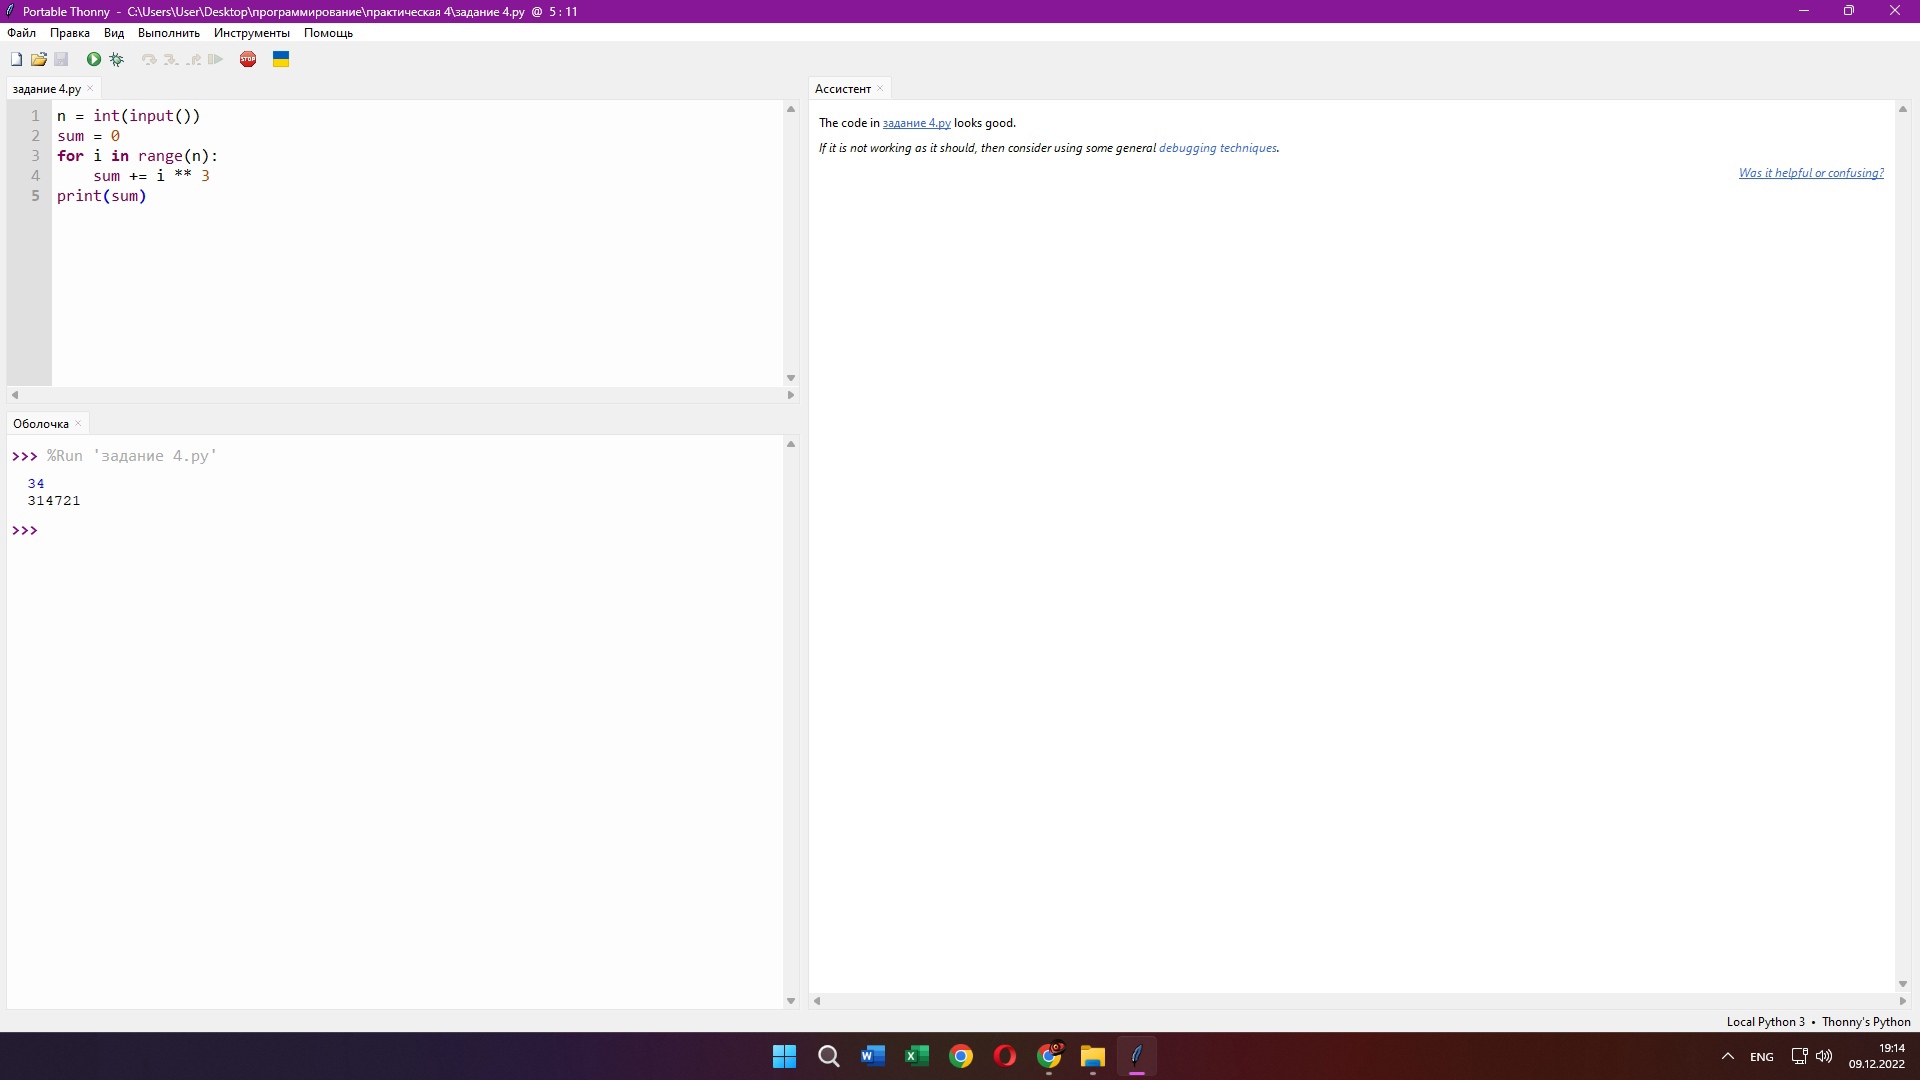 Portable Thonny - C:\Users\User\Desktop\программирование\практическая 4\задание 4.py @ 5 : 11
Файл Правка Вид Выполнить Инструменты Помощь
STOP
задание 4.py ×
1 n = int(input())
2 sum = 0
3 for i in range(n):
4     sum += i ** 3
5 print(sum)
Оболочка ×
>>> %Run 'задание 4.py'
34
314721
>>>
Ассистент ×
The code in задание 4.py looks good.
If it is not working as it should, then consider using some general debugging techniques.
Was it helpful or confusing?
Local Python 3 • Thonny's Python
ENG
19:14
09.12.2022